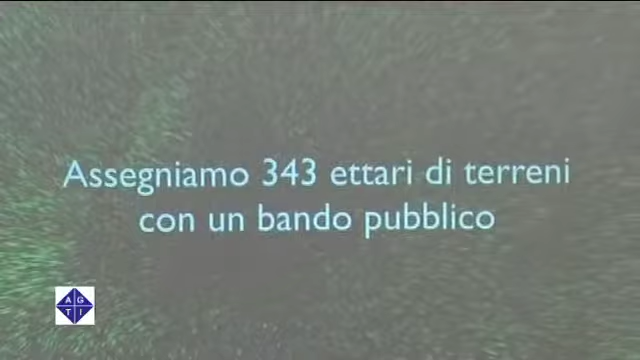 Assegniamo 343 ettari di terreni
con un bando pubblico
A G
T I